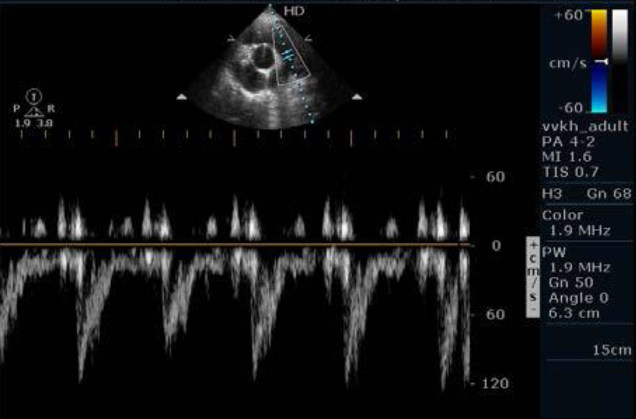 HD
T
P R
1.9 3.8
+60
cm/s
-60
vvkh_adult
PA 4-2
MI 1.6
TIS 0.7
H3 Gn 68
Color
1.9 MHz
PW
1.9 MHz
Gn 50
Angle 0
6.3 cm
15cm
60
0
60
120
+cm/s-